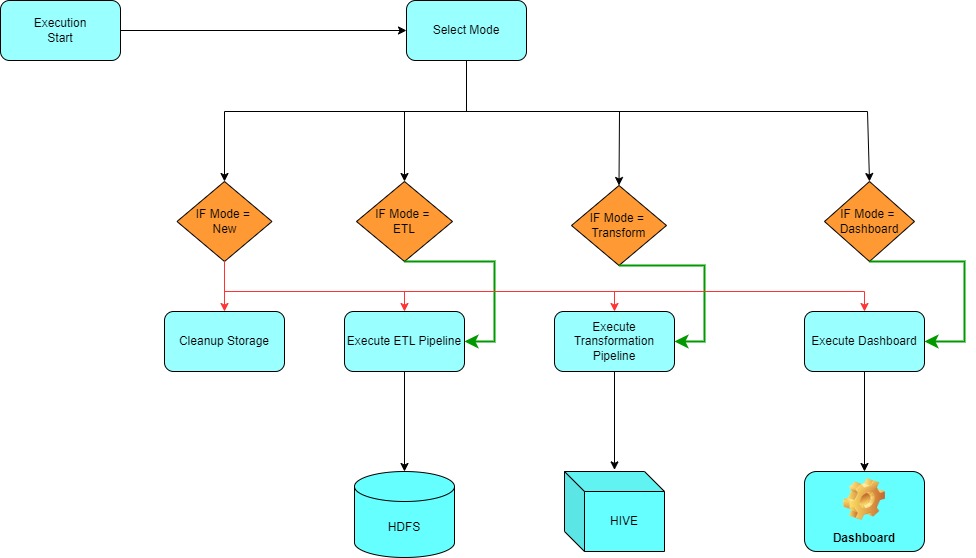 Execution
Start
Select Mode
IF Mode =
New
IF Mode =
ETL
IF Mode =
Transform
IF Mode =
Dashboard
Cleanup Storage
Execute ETL Pipeline
Execute
Transformation
Pipeline
Execute Dashboard
HDFS
HIVE
Dashboard